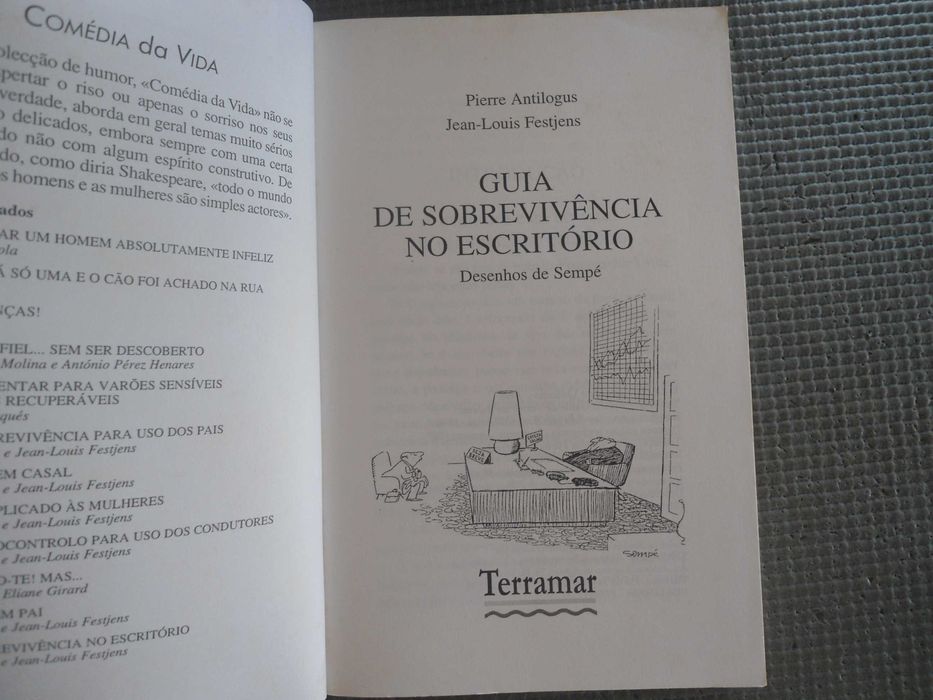 COMÉDIA da VIDA
olecção de humor, «Comédia da Vida» não se
pertar o riso ou apenas o sorriso nos seus
verdade, aborda em geral temas muito sérios
o delicados, embora sempre com uma certa
do não com algum espírito construtivo. De
do, como diria Shakespeare, «todo o mundo
os homens e as mulheres são simples actores».
ados
AR UM HOMEM ABSOLUTAMENTE INFELIZ
ola
Á SÓ UMA E O CÃO FOI ACHADO NA RUA
NÇAS!
FIEL... SEM SER DESCOBERTO
Molina e António Pérez Henares
ENTAR PARA VARÕES SENSÍVEIS
RECUPERÁVEIS
qués
REVIVÊNCIA PARA USO DOS PAIS
e Jean-Louis Festjens
EM CASAL
e Jean-Louis Festjens
PLICADO ÀS MULHERES
e Jean-Louis Festjens
OCONTROLO PARA USO DOS CONDUTORES
e Jean-Louis Festjens
O-TE! MAS...
Eliane Girard
M PAI
e Jean-Louis Festjens
REVIVÊNCIA NO ESCRITÓRIO
e Jean-Louis Festjens
Pierre Antilogus
Jean-Louis Festjens
GUIA
DE SOBREVIVÊNCIA
NO ESCRITÓRIO
Desenhos de Sempé
Sempé
Terramar